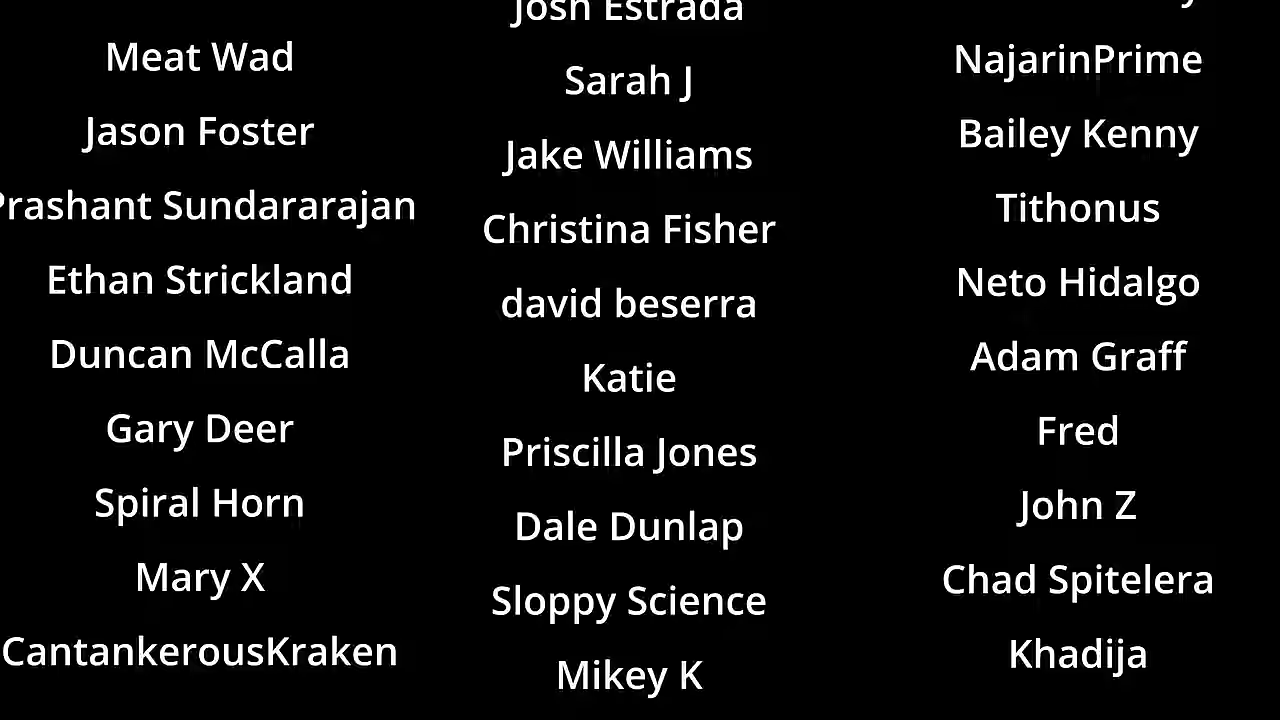 Josh Estrada
Meat Wad
Sarah J
NajarinPrime
Jason Foster
Jake Williams
Bailey Kenny
Prashant Sundararajan
Christina Fisher
Tithonus
Ethan Strickland
david beserra
Neto Hidalgo
Duncan McCalla
Katie
Adam Graff
Gary Deer
Priscilla Jones
Fred
Spiral Horn
Dale Dunlap
John Z
Mary X
Sloppy Science
Chad Spitelera
CantankerousKraken
Mikey K
Khadija